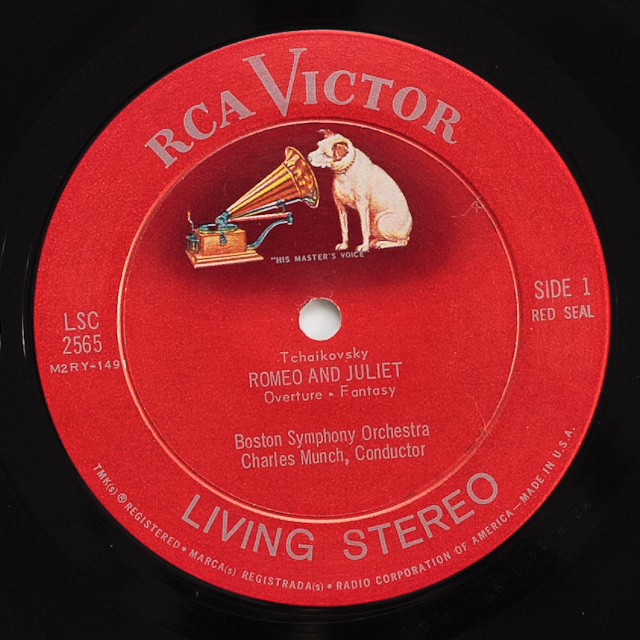 RCA VICTOR
"HIS MASTER'S VOICE"
SIDE 1
RED SEAL
LSC
2565
M2RY-149
Tchaikovsky
ROMEO AND JULIET
Overture - Fantasy
Boston Symphony Orchestra
Charles Munch, Conductor
LIVING STEREO
TMK(s) ® REGISTERED • MARCA(s) REGISTRADA(s) • RADIO CORPORATION OF AMERICA—MADE IN U.S.A.